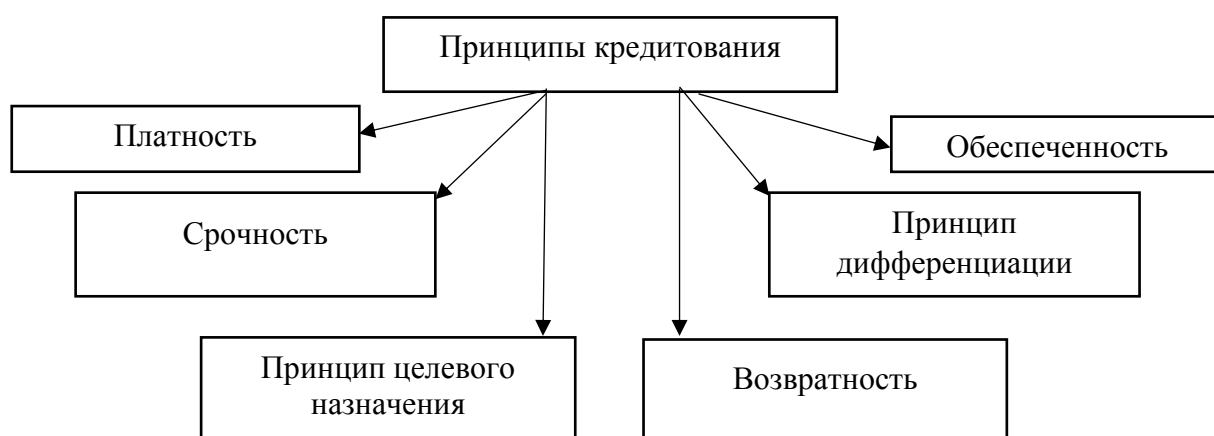 Принципы кредитования
Платность
Обеспеченность
Срочность
Принцип
дифференциации
Принцип целевого
назначения
Возвратность